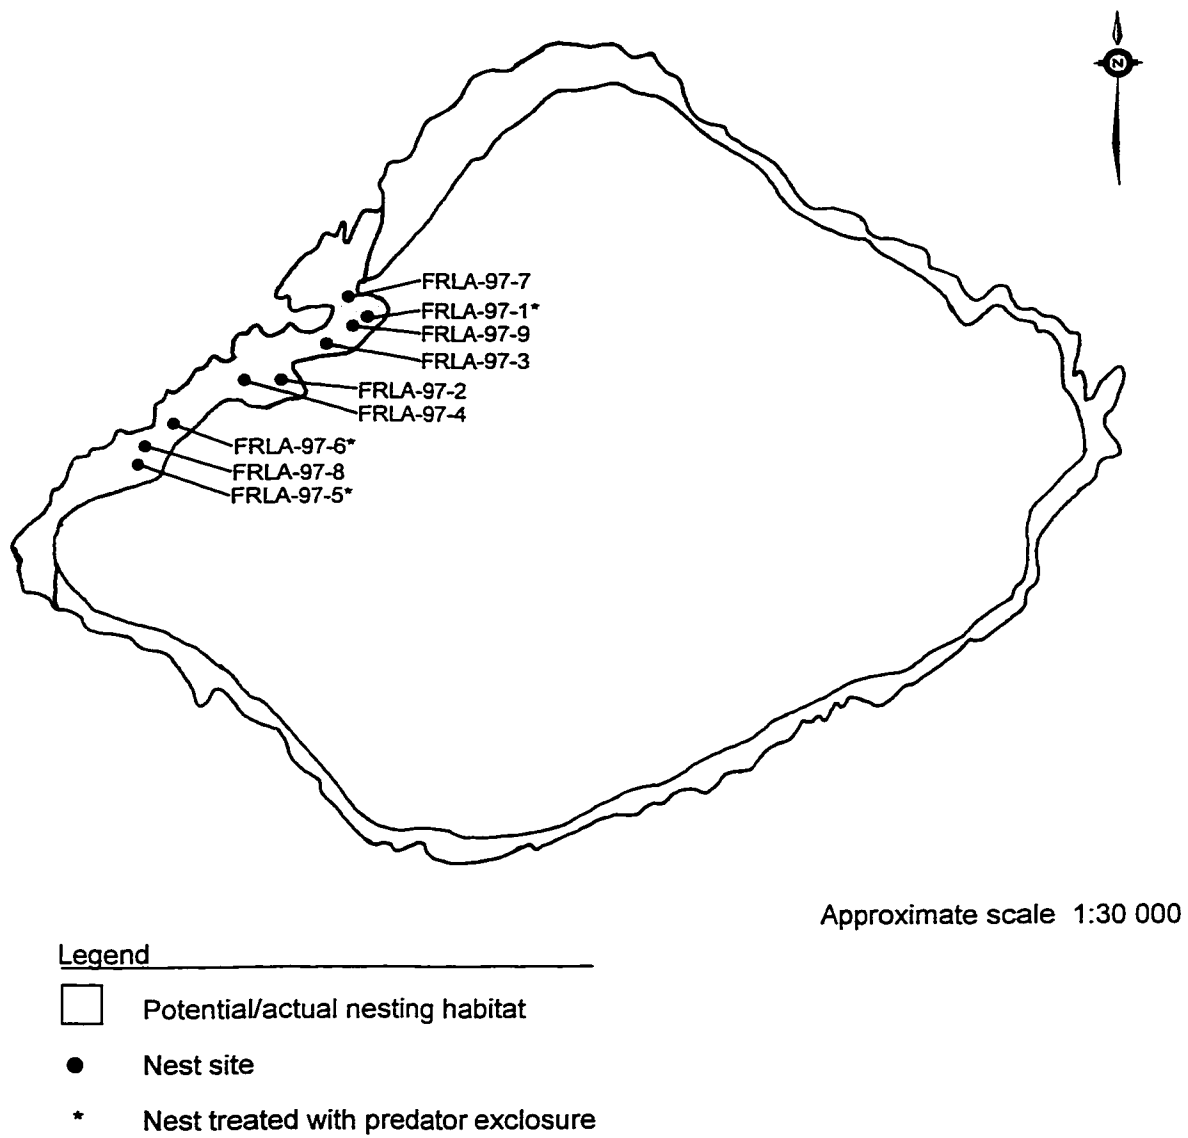 N
FRLA-97-7
FRLA-97-1*
FRLA-97-9
FRLA-97-3
FRLA-97-2
FRLA-97-4
FRLA-97-6*
FRLA-97-8
FRLA-97-5*
Approximate scale 1:30 000
Legend
Potential/actual nesting habitat
Nest site
* Nest treated with predator exclosure